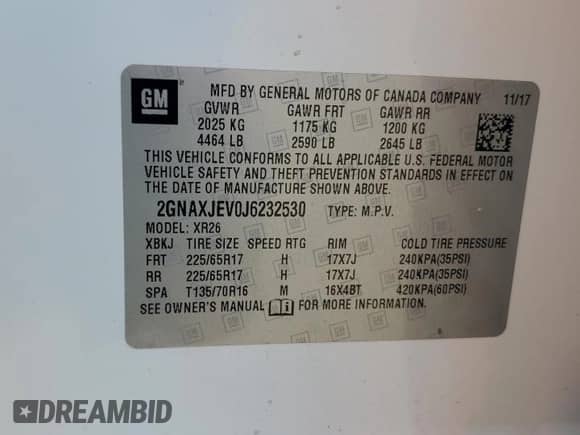 GM
MFD BY GENERAL MOTORS OF CANADA COMPANY 11/17
GVWR GAWR FRT GAWR RR
2025 KG 1175 KG 1200 KG
4464 LB 2590 LB 2645 LB
THIS VEHICLE CONFORMS TO ALL APPLICABLE U.S. FEDERAL MOTOR
VEHICLE SAFETY AND THEFT PREVENTION STANDARDS IN EFFECT ON
THE DATE OF MANUFACTURE SHOWN ABOVE.
2GNAXJEV0J6232530 TYPE: M.P.V.
MODEL: XR26
XBKJ TIRE SIZE SPEED RTG RIM COLD TIRE PRESSURE
FRT 225/65R17 H 17X7J 240KPA(35PSI)
RR 225/65R17 H 17X7J 240KPA(35PSI)
SPA T135/70R16 M 16X4BT 420KPA(60PSI)
SEE OWNER'S MANUAL FOR MORE INFORMATION.
DREAMBID